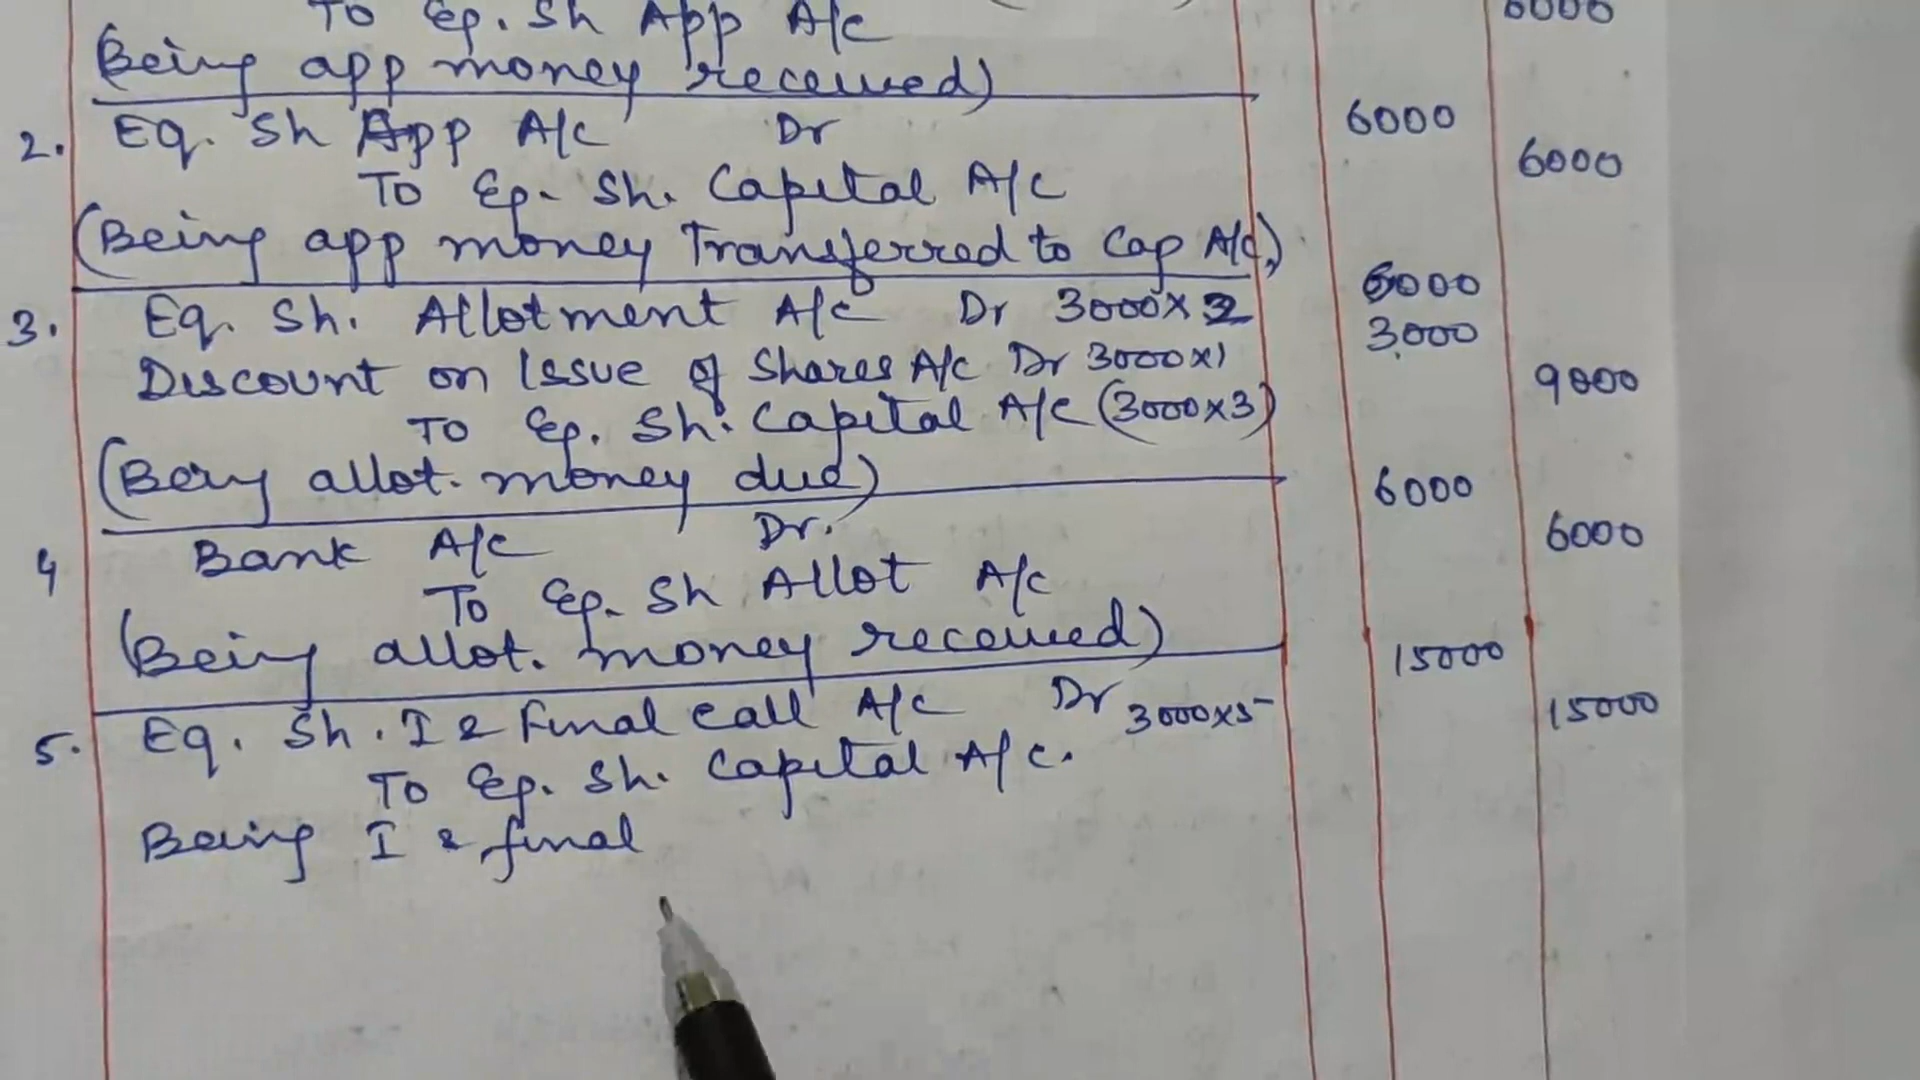 To Eq. Sh App A/c 6000
(Being app money received)
2. Eq. Sh App A/c Dr 6000
To Eq. Sh. Capital A/c 6000
(Being app money Transferred to Cap A/c)
3. Eq. Sh. Allotment A/c Dr 3000x2 6000
Discount on Issue of Shares A/c Dr 3000x1 3000
To Eq. Sh. Capital A/c (3000x3) 9000
(Being allot. money due)
4 Bank A/c Dr. 6000
To Eq. Sh Allot A/c 6000
(Being allot. money received)
5. Eq. Sh. I & Final Call A/c Dr 3000x5 15000
To Eq. Sh. Capital A/c. 15000
Being I & final